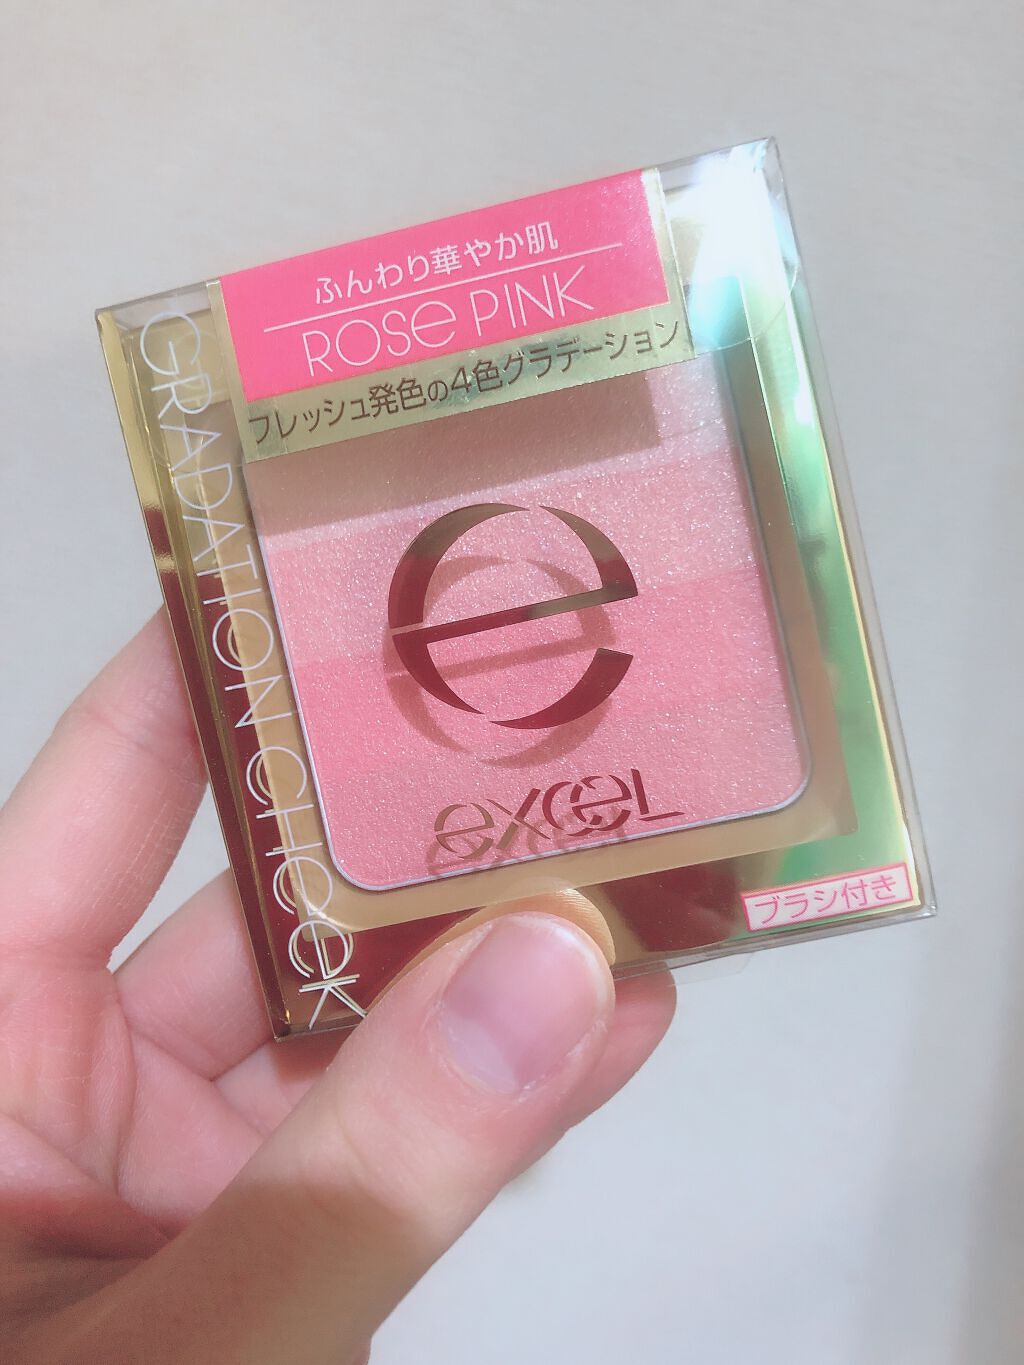 ふんわり華やか肌
ROSE PINK
フレッシュ発色の4色グラデーション
GRADATION CHEEK
e
excel
ブラシ付き